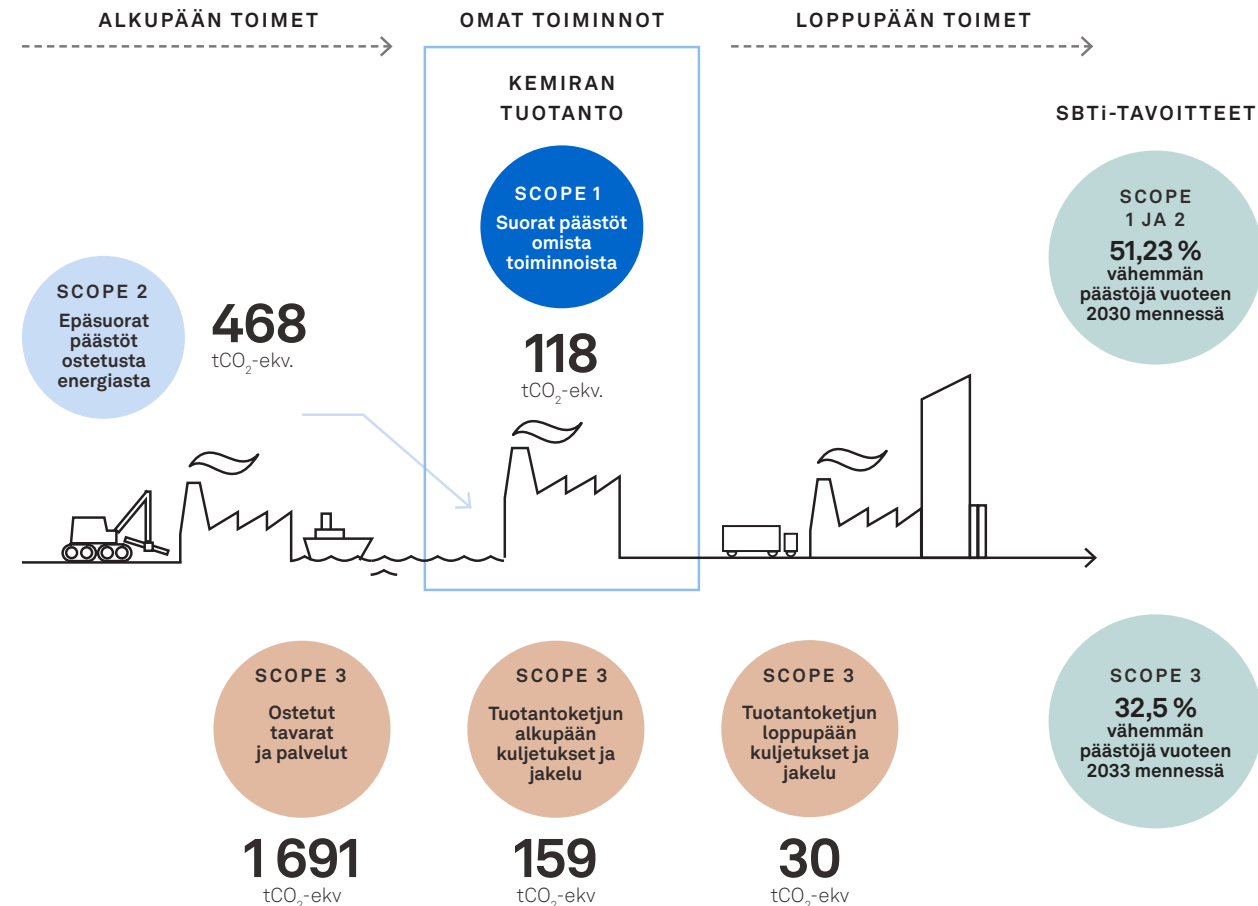 ALKUPÄÄN TOIMET
OMAT TOIMINNOT
LOPPUPÄÄN TOIMET
KEMIRAN
TUOTANTO
SBTi-TAVOITTEET
SCOPE 1
Suorat päästöt
omista
toiminnoista
118
tCO₂-ekv.
SCOPE 2
Epäsuorat
päästöt
ostetusta
energiasta
468
tCO₂-ekv.
SCOPE
1 JA 2
51,23 %
vähemmän
päästöjä vuoteen
2030 mennessä
SCOPE 3
Ostetut
tavarat
ja palvelut
1 691
tCO₂-ekv
SCOPE 3
Tuotantoketjun
alkupään
kuljetukset ja
jakelu
159
tCO₂-ekv
SCOPE 3
Tuotantoketjun
loppupään
kuljetukset ja
jakelu
30
tCO₂-ekv
SCOPE 3
32,5 %
vähemmän
päästöjä vuoteen
2033 mennessä